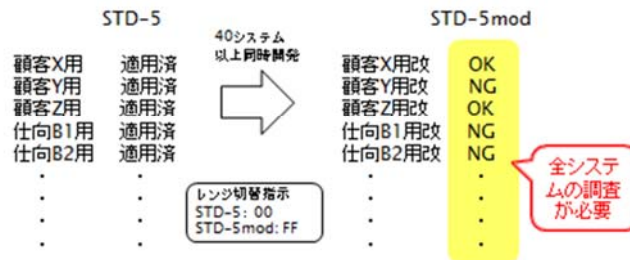 STD-5
STD-5mod
40システム
以上同時開発
顧客X用 適用済
顧客Y用 適用済
顧客Z用 適用済
仕向B1用 適用済
仕向B2用 適用済
顧客X用改 OK
顧客Y用改 NG
顧客Z用改 OK
仕向B1用改 NG
仕向B2用改 NG
レンジ切替指示
STD-5: 00
STD-5mod: FF
全システ
ムの調査
が必要